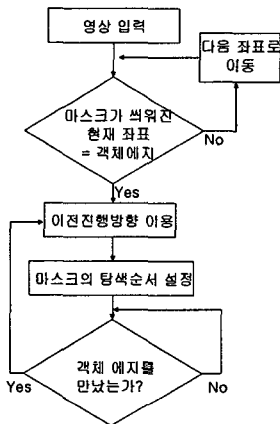 영상 입력
다음 좌표로
이동
마스크가 씌워진
현재 좌표
= 객체에지
No
Yes
이전진행방향 이용
마스크의 탐색순서 설정
객체 에지를
만났는가?
Yes
No